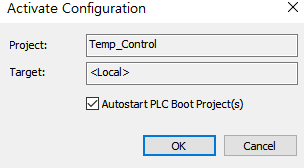 Activate Configuration
Project: Temp_Control
Target: <Local>
Autostart PLC Boot Project(s)
OK Cancel